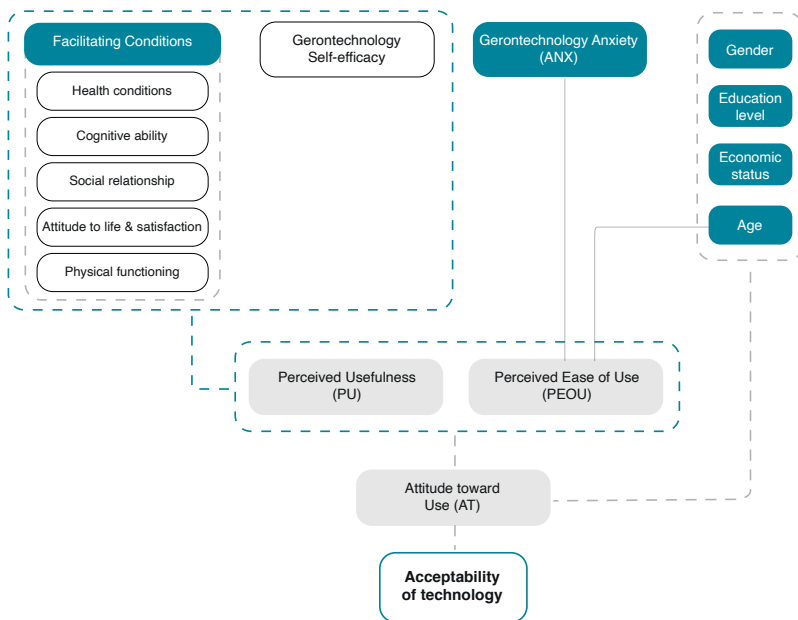 Facilitating Conditions
Health conditions
Cognitive ability
Social relationship
Attitude to life & satisfaction
Physical functioning
Gerontechnology
Self-efficacy
Gerontechnology Anxiety
(ANX)
Gender
Education
level
Economic
status
Age
Perceived Usefulness
(PU)
Perceived Ease of Use
(PEOU)
Attitude toward
Use (AT)
Acceptability
of technology